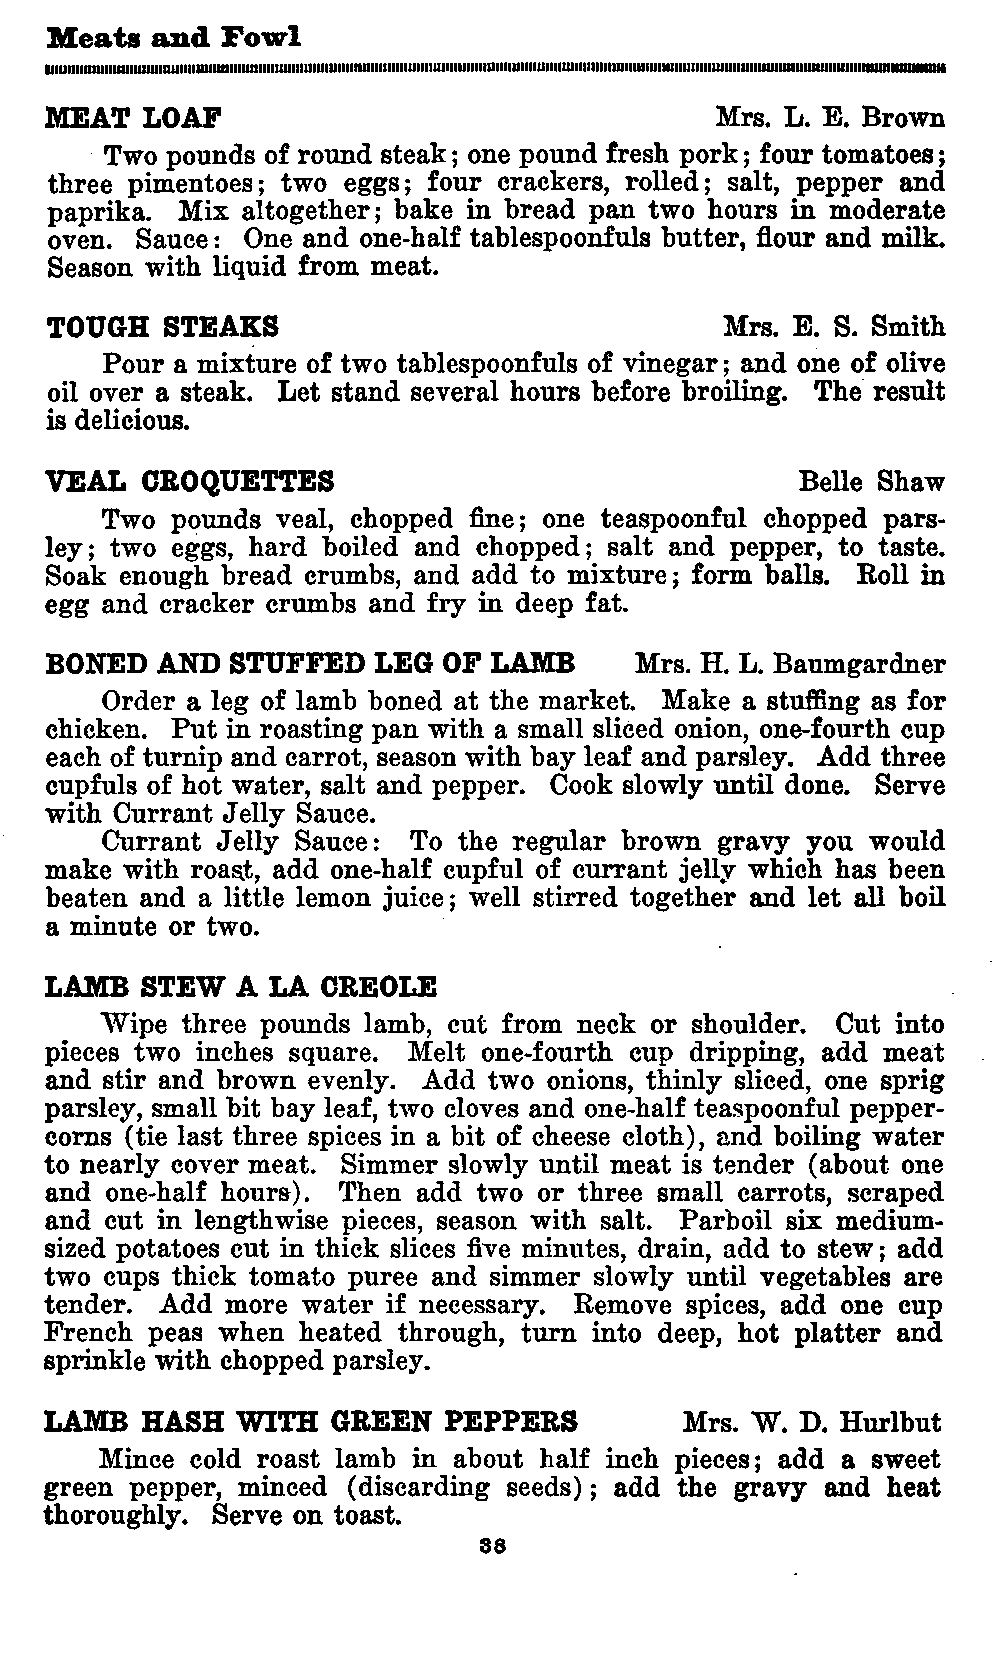 Meats and Fowl
MEAT LOAF Mrs. L. E. Brown
Two pounds of round steak; one pound fresh pork; four tomatoes;
three pimentoes; two eggs; four crackers, rolled; salt, pepper and
paprika. Mix altogether; bake in bread pan two hours in moderate
oven. Sauce: One and one-half tablespoonfuls butter, flour and milk.
Season with liquid from meat.
TOUGH STEAKS Mrs. E. S. Smith
Pour a mixture of two tablespoonfuls of vinegar; and one of olive
oil over a steak. Let stand several hours before broiling. The result
is delicious.
VEAL CROQUETTES Belle Shaw
Two pounds veal, chopped fine; one teaspoonful chopped pars-
ley; two eggs, hard boiled and chopped; salt and pepper, to taste.
Soak enough bread crumbs, and add to mixture; form balls. Roll in
egg and cracker crumbs and fry in deep fat.
BONED AND STUFFED LEG OF LAMB Mrs. H. L. Baumgardner
Order a leg of lamb boned at the market. Make a stuffing as for
chicken. Put in roasting pan with a small sliced onion, one-fourth cup
each of turnip and carrot, season with bay leaf and parsley. Add three
cupfuls of hot water, salt and pepper. Cook slowly until done. Serve
with Currant Jelly Sauce.
Currant Jelly Sauce: To the regular brown gravy you would
make with roast, add one-half cupful of currant jelly which has been
beaten and a little lemon juice; well stirred together and let all boil
a minute or two.
LAMB STEW A LA CREOLE
Wipe three pounds lamb, cut from neck or shoulder. Cut into
pieces two inches square. Melt one-fourth cup dripping, add meat
and stir and brown evenly. Add two onions, thinly sliced, one sprig
parsley, small bit bay leaf, two cloves and one-half teaspoonful pepper-
corns (tie last three spices in a bit of cheese cloth), and boiling water
to nearly cover meat. Simmer slowly until meat is tender (about one
and one-half hours). Then add two or three small carrots, scraped
and cut in lengthwise pieces, season with salt. Parboil six medium-
sized potatoes cut in thick slices five minutes, drain, add to stew; add
two cups thick tomato puree and simmer slowly until vegetables are
tender. Add more water if necessary. Remove spices, add one cup
French peas when heated through, turn into deep, hot platter and
sprinkle with chopped parsley.
LAMB HASH WITH GREEN PEPPERS Mrs. W. D. Hurlbut
Mince cold roast lamb in about half inch pieces; add a sweet
green pepper, minced (discarding seeds); add the gravy and heat
thoroughly. Serve on toast.
38